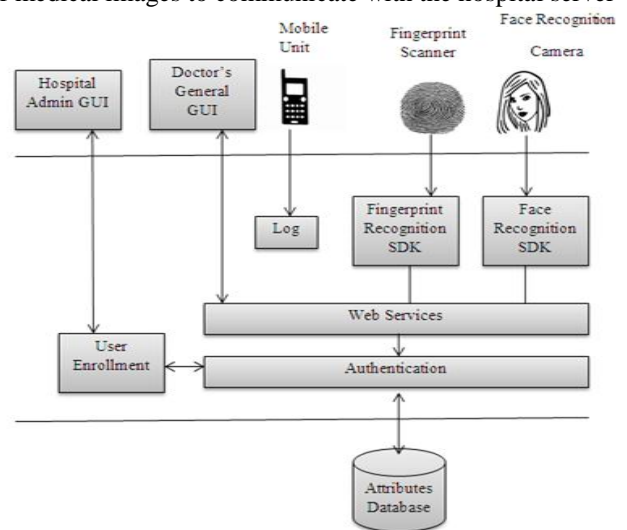 medical images to communicate with the hospital server
Mobile
Unit
Fingerprint
Scanner
Face Recognition
Camera
Hospital
Admin GUI
Doctor's
General
GUI
Log
Fingerprint
Recognition
SDK
Face
Recognition
SDK
Web Services
User
Enrollment
Authentication
Attributes
Database